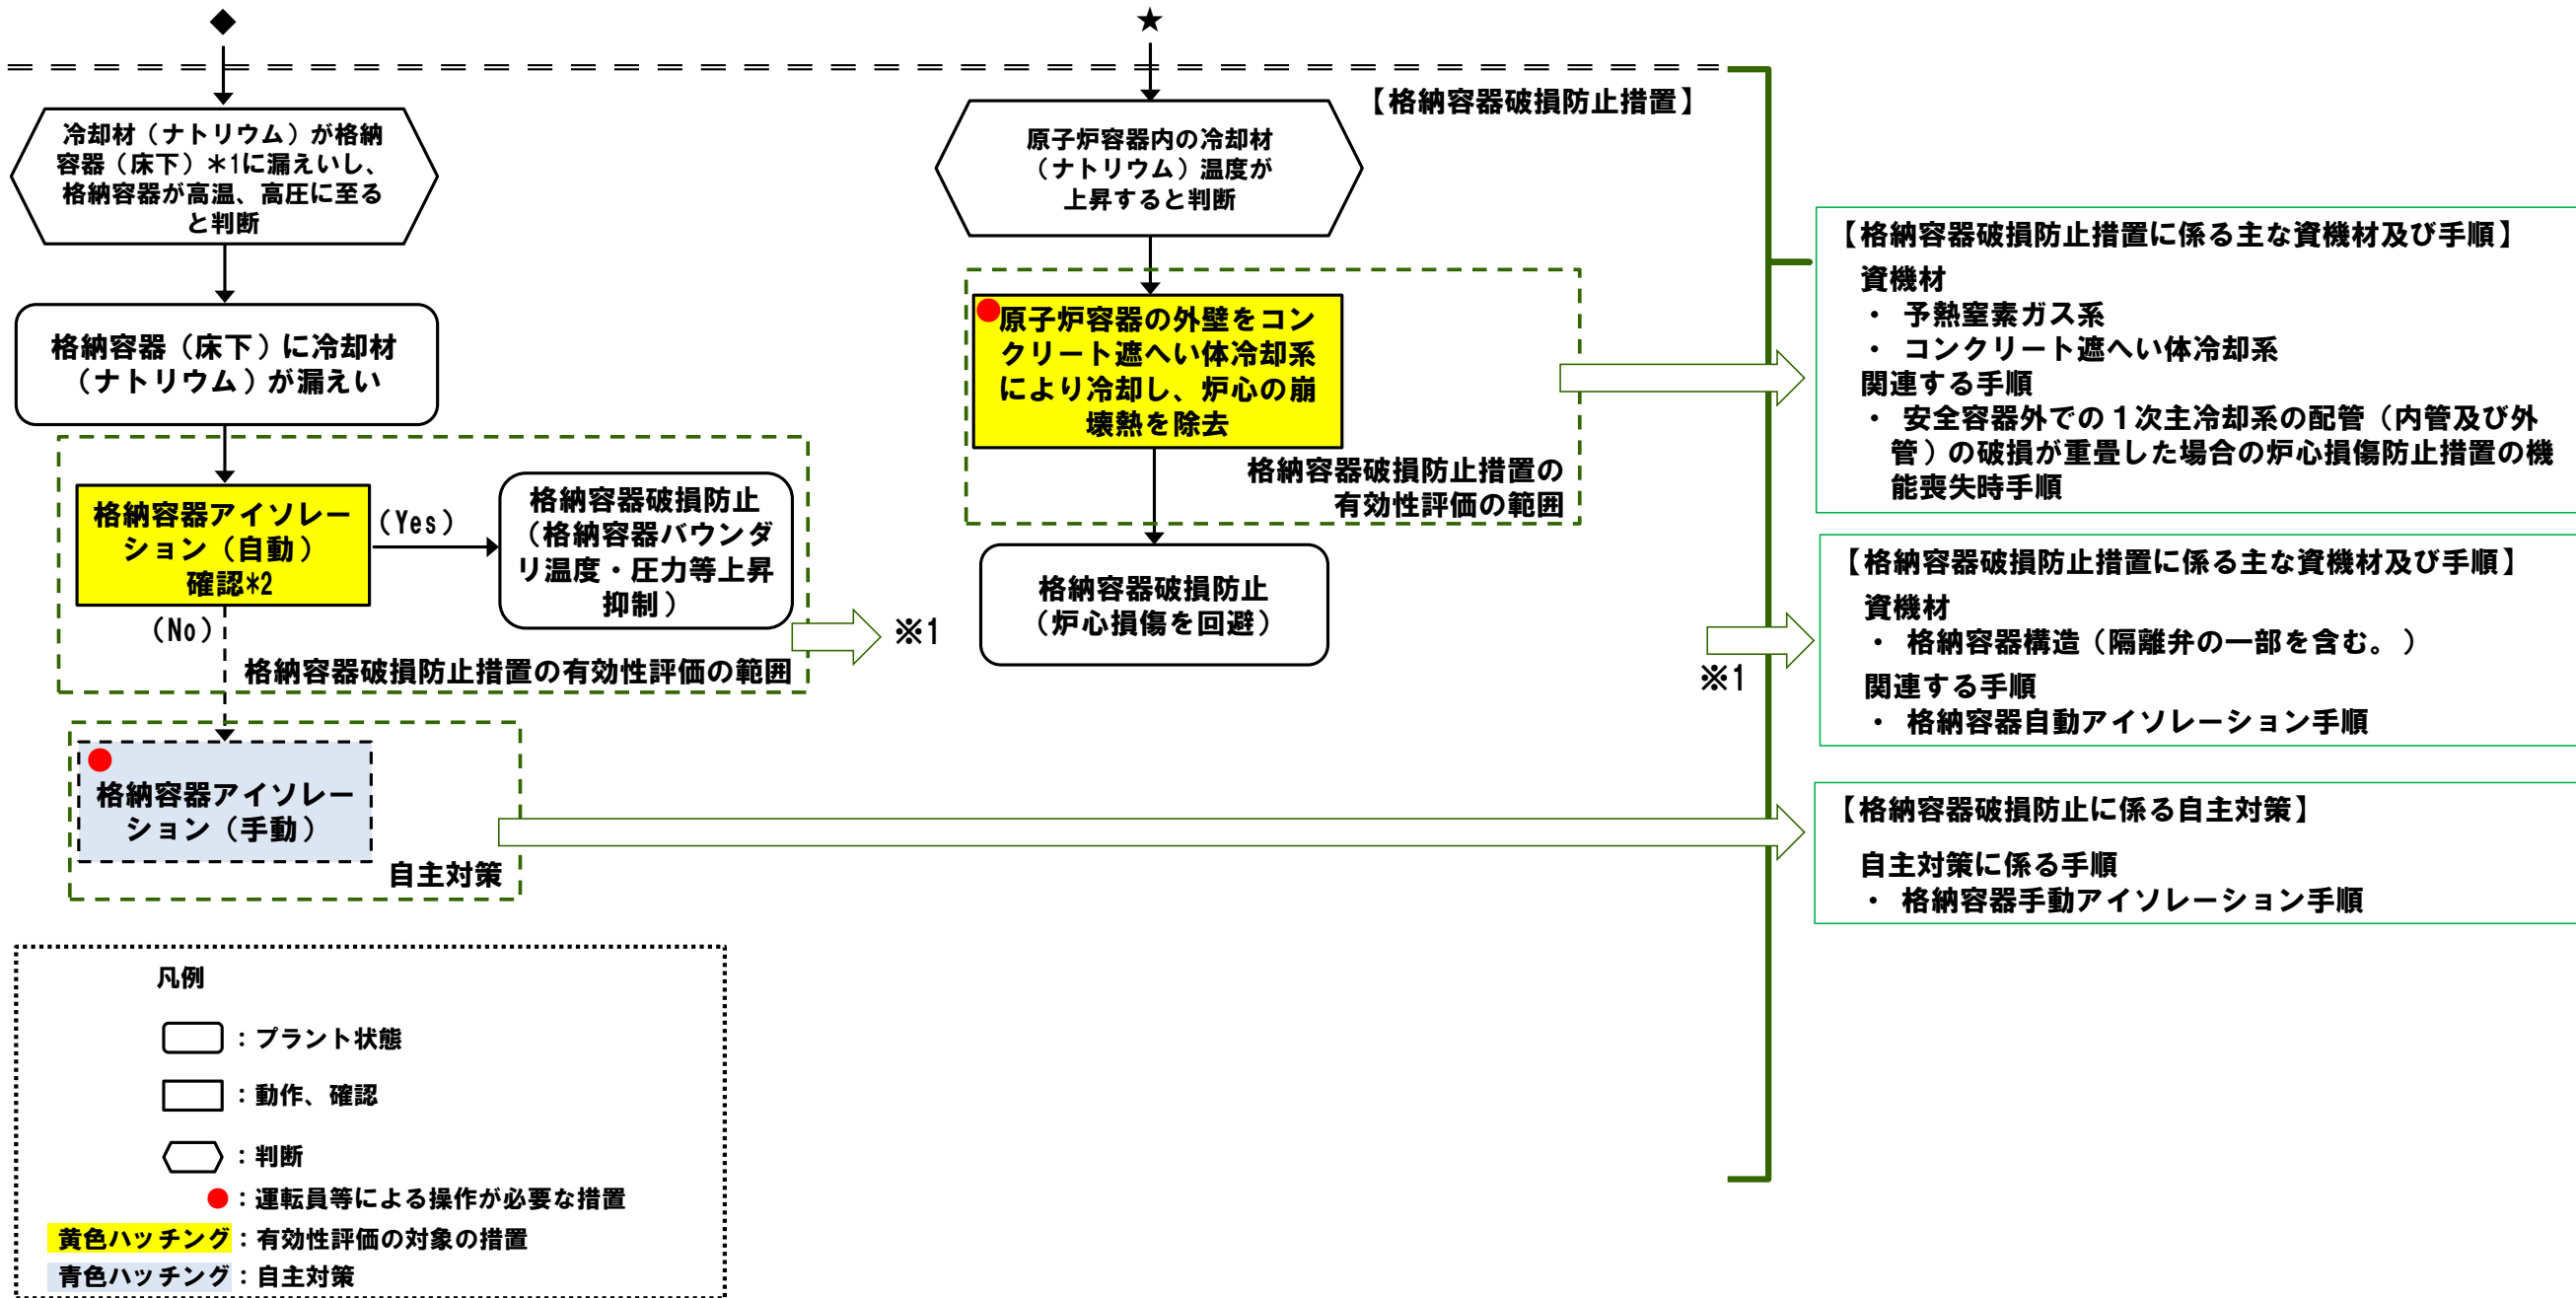 ◆
★
【格納容器破損防止措置】
冷却材（ナトリウム）が格納
容器（床下）＊1に漏えいし、
格納容器が高温、高圧に至る
と判断
格納容器（床下）に冷却材
（ナトリウム）が漏えい
格納容器アイソレー
ション（自動）
確認*2
（Yes）
（No）
格納容器破損防止
（格納容器バウンダ
リ温度・圧力等上昇
抑制）
格納容器破損防止措置の有効性評価の範囲
※1
格納容器アイソレー
ション（手動）
自主対策
原子炉容器内の冷却材
（ナトリウム）温度が
上昇すると判断
原子炉容器の外壁をコン
クリート遮へい体冷却系
により冷却し、炉心の崩
壊熱を除去
格納容器破損防止措置の
有効性評価の範囲
格納容器破損防止
（炉心損傷を回避）
【格納容器破損防止措置に係る主な資機材及び手順】
資機材
・ 予熱窒素ガス系
・ コンクリート遮へい体冷却系
関連する手順
・ 安全容器外での１次主冷却系の配管（内管及び外
管）の破損が重畳した場合の炉心損傷防止措置の機
能喪失時手順
※1
【格納容器破損防止措置に係る主な資機材及び手順】
資機材
・ 格納容器構造（隔離弁の一部を含む。）
関連する手順
・ 格納容器自動アイソレーション手順
【格納容器破損防止に係る自主対策】
自主対策に係る手順
・ 格納容器手動アイソレーション手順
凡例
：プラント状態
：動作、確認
：判断
：運転員等による操作が必要な措置
黄色ハッチング：有効性評価の対象の措置
青色ハッチング：自主対策